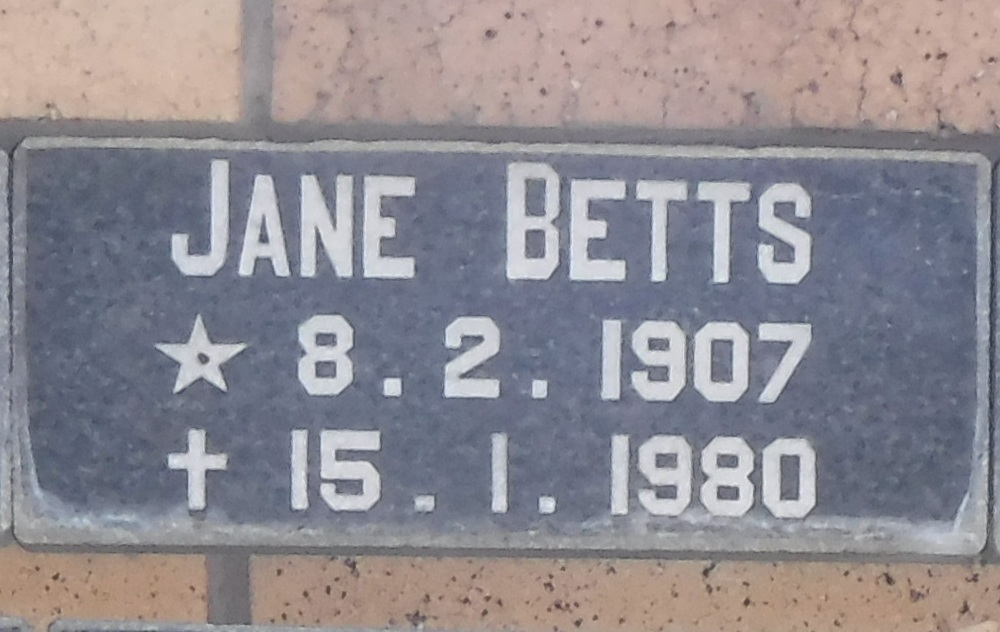 JANE BETTS
★ 8.2.1907
✝ 15.1.1980